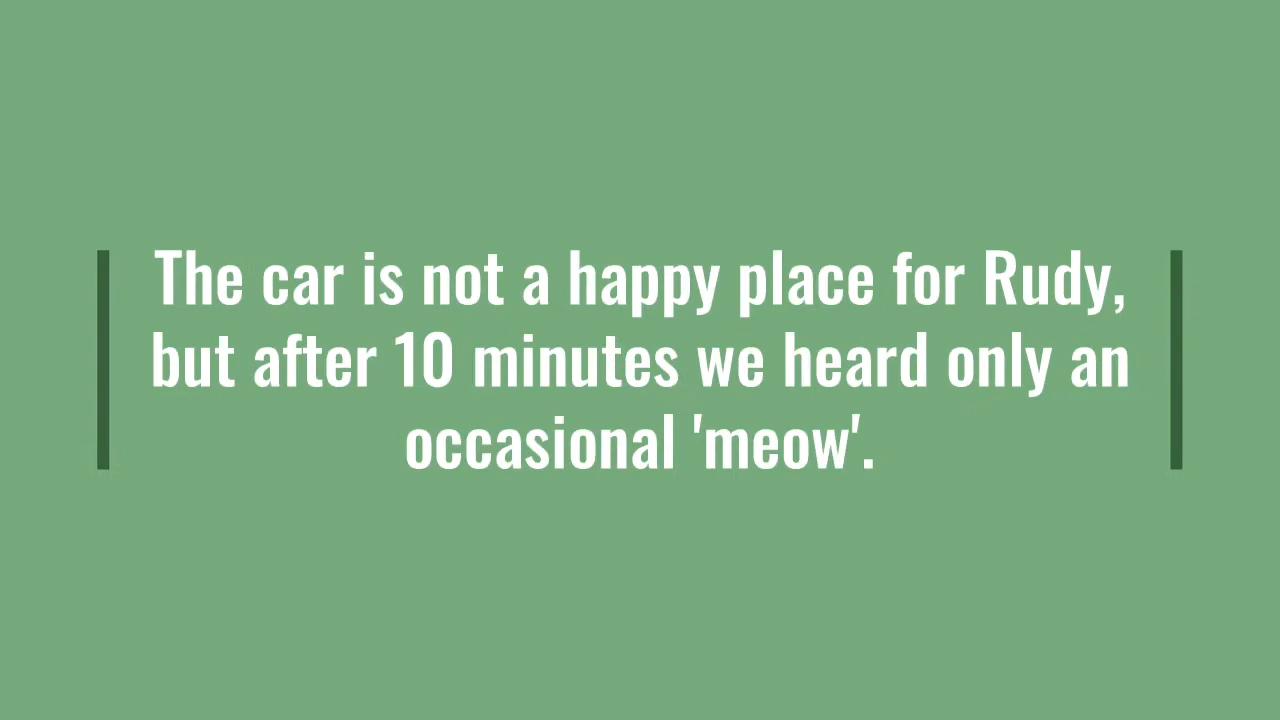 The car is not a happy place for Rudy,
but after 10 minutes we heard only an
occasional 'meow'.